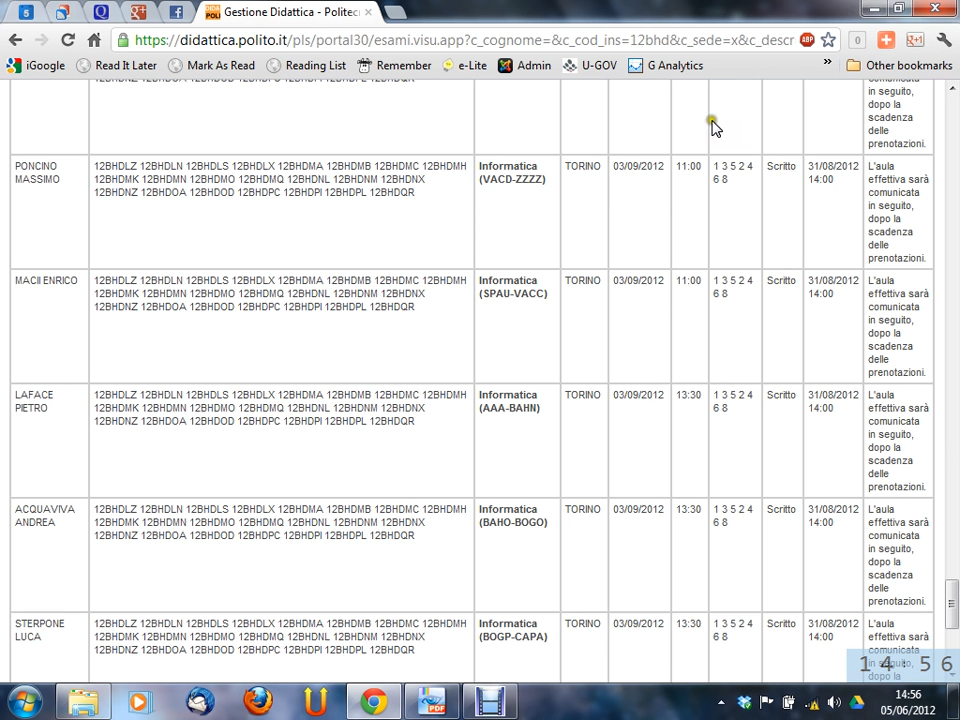 5
Q
g+
f
DIDA
POLI
Gestione Didattica - Politecn
×
https://didattica.polito.it/pls/portal30/esami.visu.app?c_cognome=&c_cod_ins=12bhd&c_sede=x&c_descr
ABP
0
g+1
iGoogle
Read It Later
Mark As Read
Reading List
Remember
e-Lite
Admin
U-GOV
G Analytics
»
Other bookmarks
in seguito,
dopo la
scadenza
delle
prenotazioni.
PONCINO
MASSIMO
12BHDLZ 12BHDLN 12BHDLS 12BHDLX 12BHDMA 12BHDMB 12BHDMC 12BHDMH
12BHDMK 12BHDMN 12BHDMO 12BHDMQ 12BHDNL 12BHDNM 12BHDNX
12BHDNZ 12BHDOA 12BHDOD 12BHDPC 12BHDPI 12BHDPL 12BHDQR
Informatica
(VACD-ZZZZ)
TORINO
03/09/2012
11:00
1 3 5 2 4
6 8
Scritto
31/08/2012
14:00
L'aula
effettiva sarà
comunicata
in seguito,
dopo la
scadenza
delle
prenotazioni.
MACII ENRICO
12BHDLZ 12BHDLN 12BHDLS 12BHDLX 12BHDMA 12BHDMB 12BHDMC 12BHDMH
12BHDMK 12BHDMN 12BHDMO 12BHDMQ 12BHDNL 12BHDNM 12BHDNX
12BHDNZ 12BHDOA 12BHDOD 12BHDPC 12BHDPI 12BHDPL 12BHDQR
Informatica
(SPAU-VACC)
TORINO
03/09/2012
11:00
1 3 5 2 4
6 8
Scritto
31/08/2012
14:00
L'aula
effettiva sarà
comunicata
in seguito,
dopo la
scadenza
delle
prenotazioni.
LAFACE
PIETRO
12BHDLZ 12BHDLN 12BHDLS 12BHDLX 12BHDMA 12BHDMB 12BHDMC 12BHDMH
12BHDMK 12BHDMN 12BHDMO 12BHDMQ 12BHDNL 12BHDNM 12BHDNX
12BHDNZ 12BHDOA 12BHDOD 12BHDPC 12BHDPI 12BHDPL 12BHDQR
Informatica
(AAA-BAHN)
TORINO
03/09/2012
13:30
1 3 5 2 4
6 8
Scritto
31/08/2012
14:00
L'aula
effettiva sarà
comunicata
in seguito,
dopo la
scadenza
delle
prenotazioni.
ACQUAVIVA
ANDREA
12BHDLZ 12BHDLN 12BHDLS 12BHDLX 12BHDMA 12BHDMB 12BHDMC 12BHDMH
12BHDMK 12BHDMN 12BHDMO 12BHDMQ 12BHDNL 12BHDNM 12BHDNX
12BHDNZ 12BHDOA 12BHDOD 12BHDPC 12BHDPI 12BHDPL 12BHDQR
Informatica
(BAHO-BOGO)
TORINO
03/09/2012
13:30
1 3 5 2 4
6 8
Scritto
31/08/2012
14:00
L'aula
effettiva sarà
comunicata
in seguito,
dopo la
scadenza
delle
prenotazioni.
STERPONE
LUCA
12BHDLZ 12BHDLN 12BHDLS 12BHDLX 12BHDMA 12BHDMB 12BHDMC 12BHDMH
12BHDMK 12BHDMN 12BHDMO 12BHDMQ 12BHDNL 12BHDNM 12BHDNX
12BHDNZ 12BHDOA 12BHDOD 12BHDPC 12BHDPI 12BHDPL 12BHDQR
Informatica
(BOGP-CAPA)
TORINO
03/09/2012
13:30
1 3 5 2 4
6 8
Scritto
31/08/2012
14:00
L'aula
effettiva sarà
comunicata
in seguito,
dopo la
14:56
PDF
14:56
05/06/2012